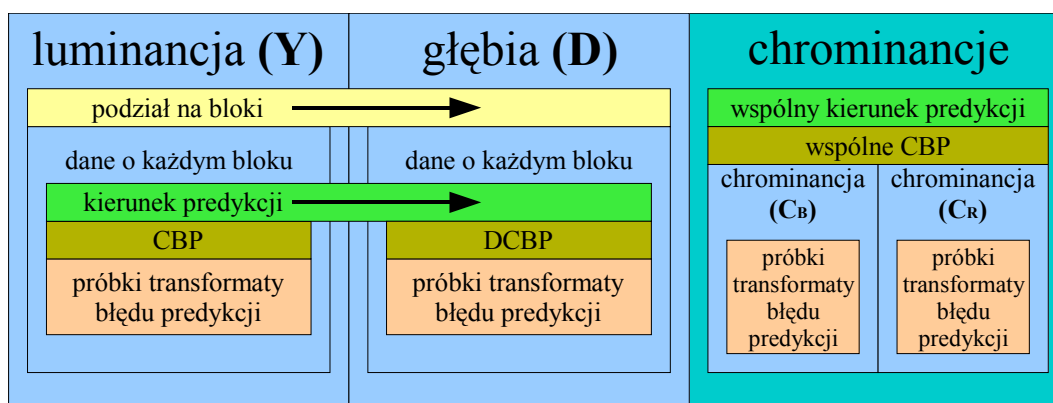 luminancja (Y)
podział na bloki
dane o każdym bloku
kierunek predykcji
CBP
próbki transformaty
błędu predykcji
głębia (D)
dane o każdym bloku
DCBP
próbki transformaty
błędu predykcji
chrominancje
wspólny kierunek predykcji
wspólne CBP
chrominancja
(CB)
próbki
transformaty
błędu
predykcji
chrominancja
(CR)
próbki
transformaty
błędu
predykcji